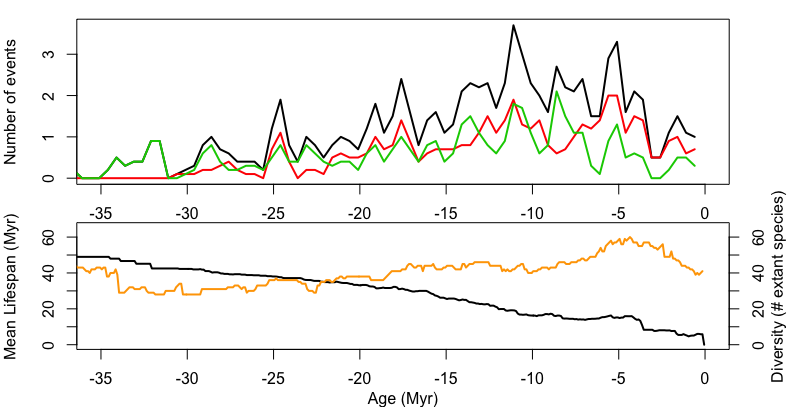 Number of events
3
2
1
0
-35 -30 -25 -20 -15 -10 -5 0
Mean Lifespan (Myr)
60
40
20
0
60
40
20
0
Diversity (# extant species)
-35 -30 -25 -20 -15 -10 -5 0
Age (Myr)